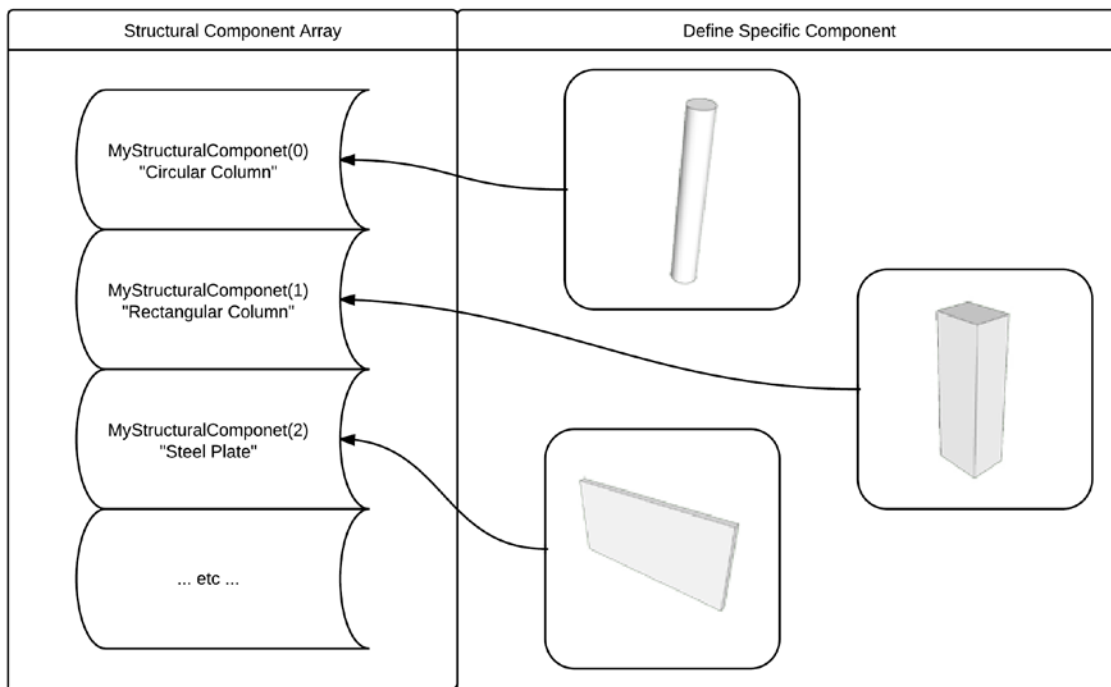 Structural Component Array
Define Specific Component
MyStructuralComponet(0)
"Circular Column"
MyStructuralComponet(1)
"Rectangular Column"
MyStructuralComponet(2)
"Steel Plate"
... etc ...